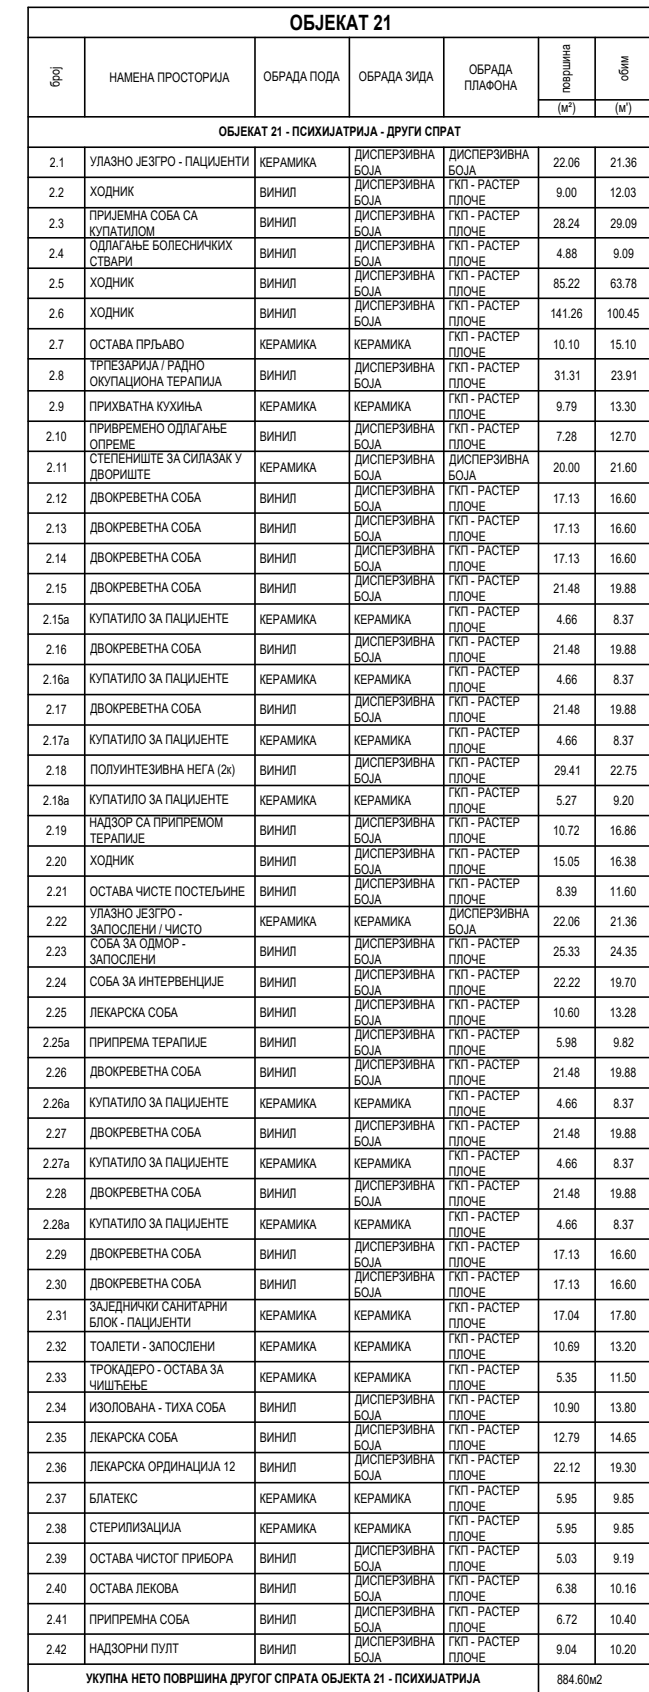 ОБЈЕКАТ 21
број НАМЕНА ПРОСТОРИЈА ОБРАДА ПОДА ОБРАДА ЗИДА ОБРАДА ПЛАФОНА површина (м²) обим (м')
ОБЈЕКАТ 21 - ПСИХИЈАТРИЈА - ДРУГИ СПРАТ
2.1 УЛАЗНО ЈЕЗГРО - ПАЦИЈЕНТИ КЕРАМИКА ДИСПЕРЗИВНА БОЈА ДИСПЕРЗИВНА БОЈА 22.06 21.36
2.2 ХОДНИК ВИНИЛ ДИСПЕРЗИВНА БОЈА ГКП - РАСТЕР ПЛОЧЕ 9.00 12.03
2.3 ПРИЈЕМНА СОБА СА КУПАТИЛОМ ВИНИЛ ДИСПЕРЗИВНА БОЈА ГКП - РАСТЕР ПЛОЧЕ 28.24 29.09
2.4 ОДЛАГАЊЕ БОЛЕСНИЧКИХ СТВАРИ ВИНИЛ ДИСПЕРЗИВНА БОЈА ГКП - РАСТЕР ПЛОЧЕ 4.88 9.09
2.5 ХОДНИК ВИНИЛ ДИСПЕРЗИВНА БОЈА ГКП - РАСТЕР ПЛОЧЕ 85.22 63.78
2.6 ХОДНИК ВИНИЛ ДИСПЕРЗИВНА БОЈА ГКП - РАСТЕР ПЛОЧЕ 141.26 100.45
2.7 ОСТАВА ПРЉАВО КЕРАМИКА КЕРАМИКА ГКП - РАСТЕР ПЛОЧЕ 10.10 15.10
2.8 ТРПЕЗАРИЈА / РАДНО ОКУПАЦИОНА ТЕРАПИЈА ВИНИЛ ДИСПЕРЗИВНА БОЈА ГКП - РАСТЕР ПЛОЧЕ 31.31 23.91
2.9 ПРИХВАТНА КУХИЊА КЕРАМИКА КЕРАМИКА ГКП - РАСТЕР ПЛОЧЕ 9.79 13.30
2.10 ПРИВРЕМЕНО ОДЛАГАЊЕ ОПРЕМЕ ВИНИЛ ДИСПЕРЗИВНА БОЈА ГКП - РАСТЕР ПЛОЧЕ 7.28 12.70
2.11 СТЕПЕНИШТЕ ЗА СИЛАЗАК У ДВОРИШТЕ КЕРАМИКА ДИСПЕРЗИВНА БОЈА ДИСПЕРЗИВНА БОЈА 20.00 21.60
2.12 ДВОКРЕВЕТНА СОБА ВИНИЛ ДИСПЕРЗИВНА БОЈА ГКП - РАСТЕР ПЛОЧЕ 17.13 16.60
2.13 ДВОКРЕВЕТНА СОБА ВИНИЛ ДИСПЕРЗИВНА БОЈА ГКП - РАСТЕР ПЛОЧЕ 17.13 16.60
2.14 ДВОКРЕВЕТНА СОБА ВИНИЛ ДИСПЕРЗИВНА БОЈА ГКП - РАСТЕР ПЛОЧЕ 17.13 16.60
2.15 ДВОКРЕВЕТНА СОБА ВИНИЛ ДИСПЕРЗИВНА БОЈА ГКП - РАСТЕР ПЛОЧЕ 21.48 19.88
2.15а КУПАТИЛО ЗА ПАЦИЈЕНТЕ КЕРАМИКА КЕРАМИКА ГКП - РАСТЕР ПЛОЧЕ 4.66 8.37
2.16 ДВОКРЕВЕТНА СОБА ВИНИЛ ДИСПЕРЗИВНА БОЈА ГКП - РАСТЕР ПЛОЧЕ 21.48 19.88
2.16а КУПАТИЛО ЗА ПАЦИЈЕНТЕ КЕРАМИКА КЕРАМИКА ГКП - РАСТЕР ПЛОЧЕ 4.66 8.37
2.17 ДВОКРЕВЕТНА СОБА ВИНИЛ ДИСПЕРЗИВНА БОЈА ГКП - РАСТЕР ПЛОЧЕ 21.48 19.88
2.17а КУПАТИЛО ЗА ПАЦИЈЕНТЕ КЕРАМИКА КЕРАМИКА ГКП - РАСТЕР ПЛОЧЕ 4.66 8.37
2.18 ПОЛУИНТЕЗИВНА НЕГА (2к) ВИНИЛ ДИСПЕРЗИВНА БОЈА ГКП - РАСТЕР ПЛОЧЕ 29.41 22.75
2.18а КУПАТИЛО ЗА ПАЦИЈЕНТЕ КЕРАМИКА КЕРАМИКА ГКП - РАСТЕР ПЛОЧЕ 5.27 9.20
2.19 НАДЗОР СА ПРИПРЕМОМ ТЕРАПИЈЕ ВИНИЛ ДИСПЕРЗИВНА БОЈА ГКП - РАСТЕР ПЛОЧЕ 10.72 16.86
2.20 ХОДНИК ВИНИЛ ДИСПЕРЗИВНА БОЈА ГКП - РАСТЕР ПЛОЧЕ 15.05 16.38
2.21 ОСТАВА ЧИСТЕ ПОСТЕЉИНЕ ВИНИЛ ДИСПЕРЗИВНА БОЈА ГКП - РАСТЕР ПЛОЧЕ 8.39 11.60
2.22 УЛАЗНО ЈЕЗГРО - ЗАПОСЛЕНИ / ЧИСТО КЕРАМИКА КЕРАМИКА ДИСПЕРЗИВНА БОЈА 22.06 21.36
2.23 СОБА ЗА ОДМОР - ЗАПОСЛЕНИ ВИНИЛ ДИСПЕРЗИВНА БОЈА ГКП - РАСТЕР ПЛОЧЕ 25.33 24.35
2.24 СОБА ЗА ИНТЕРВЕНЦИЈЕ ВИНИЛ ДИСПЕРЗИВНА БОЈА ГКП - РАСТЕР ПЛОЧЕ 22.22 19.70
2.25 ЛЕКАРСКА СОБА ВИНИЛ ДИСПЕРЗИВНА БОЈА ГКП - РАСТЕР ПЛОЧЕ 10.60 13.28
2.25а ПРИПРЕМА ТЕРАПИЈЕ ВИНИЛ ДИСПЕРЗИВНА БОЈА ГКП - РАСТЕР ПЛОЧЕ 5.98 9.82
2.26 ДВОКРЕВЕТНА СОБА ВИНИЛ ДИСПЕРЗИВНА БОЈА ГКП - РАСТЕР ПЛОЧЕ 21.48 19.88
2.26а КУПАТИЛО ЗА ПАЦИЈЕНТЕ КЕРАМИКА КЕРАМИКА ГКП - РАСТЕР ПЛОЧЕ 4.66 8.37
2.27 ДВОКРЕВЕТНА СОБА ВИНИЛ ДИСПЕРЗИВНА БОЈА ГКП - РАСТЕР ПЛОЧЕ 21.48 19.88
2.27а КУПАТИЛО ЗА ПАЦИЈЕНТЕ КЕРАМИКА КЕРАМИКА ГКП - РАСТЕР ПЛОЧЕ 4.66 8.37
2.28 ДВОКРЕВЕТНА СОБА ВИНИЛ ДИСПЕРЗИВНА БОЈА ГКП - РАСТЕР ПЛОЧЕ 21.48 19.88
2.28а КУПАТИЛО ЗА ПАЦИЈЕНТЕ КЕРАМИКА КЕРАМИКА ГКП - РАСТЕР ПЛОЧЕ 4.66 8.37
2.29 ДВОКРЕВЕТНА СОБА ВИНИЛ ДИСПЕРЗИВНА БОЈА ГКП - РАСТЕР ПЛОЧЕ 17.13 16.60
2.30 ДВОКРЕВЕТНА СОБА ВИНИЛ ДИСПЕРЗИВНА БОЈА ГКП - РАСТЕР ПЛОЧЕ 17.13 16.60
2.31 ЗАЈЕДНИЧКИ САНИТАРНИ БЛОК - ПАЦИЈЕНТИ КЕРАМИКА КЕРАМИКА ГКП - РАСТЕР ПЛОЧЕ 17.04 17.80
2.32 ТОАЛЕТИ - ЗАПОСЛЕНИ КЕРАМИКА КЕРАМИКА ГКП - РАСТЕР ПЛОЧЕ 10.69 13.20
2.33 ТРОКАДЕРО - ОСТАВА ЗА ЧИШЋЕЊЕ КЕРАМИКА КЕРАМИКА ГКП - РАСТЕР ПЛОЧЕ 5.35 11.50
2.34 ИЗОЛОВАНА - ТИХА СОБА ВИНИЛ ДИСПЕРЗИВНА БОЈА ГКП - РАСТЕР ПЛОЧЕ 10.90 13.80
2.35 ЛЕКАРСКА СОБА ВИНИЛ ДИСПЕРЗИВНА БОЈА ГКП - РАСТЕР ПЛОЧЕ 12.79 14.65
2.36 ЛЕКАРСКА ОРДИНАЦИЈА 12 ВИНИЛ ДИСПЕРЗИВНА БОЈА ГКП - РАСТЕР ПЛОЧЕ 22.12 19.30
2.37 БЛАТЕКС КЕРАМИКА КЕРАМИКА ГКП - РАСТЕР ПЛОЧЕ 5.95 9.85
2.38 СТЕРИЛИЗАЦИЈА КЕРАМИКА КЕРАМИКА ГКП - РАСТЕР ПЛОЧЕ 5.95 9.85
2.39 ОСТАВА ЧИСТОГ ПРИБОРА ВИНИЛ ДИСПЕРЗИВНА БОЈА ГКП - РАСТЕР ПЛОЧЕ 5.03 9.19
2.40 ОСТАВА ЛЕКОВА ВИНИЛ ДИСПЕРЗИВНА БОЈА ГКП - РАСТЕР ПЛОЧЕ 6.38 10.16
2.41 ПРИПРЕМНА СОБА ВИНИЛ ДИСПЕРЗИВНА БОЈА ГКП - РАСТЕР ПЛОЧЕ 6.72 10.40
2.42 НАДЗОРНИ ПУЛТ ВИНИЛ ДИСПЕРЗИВНА БОЈА ГКП - РАСТЕР ПЛОЧЕ 9.04 10.20
УКУПНА НЕТО ПОВРШИНА ДРУГОГ СПРАТА ОБЈЕКТА 21 - ПСИХИЈАТРИЈА 884.60м2